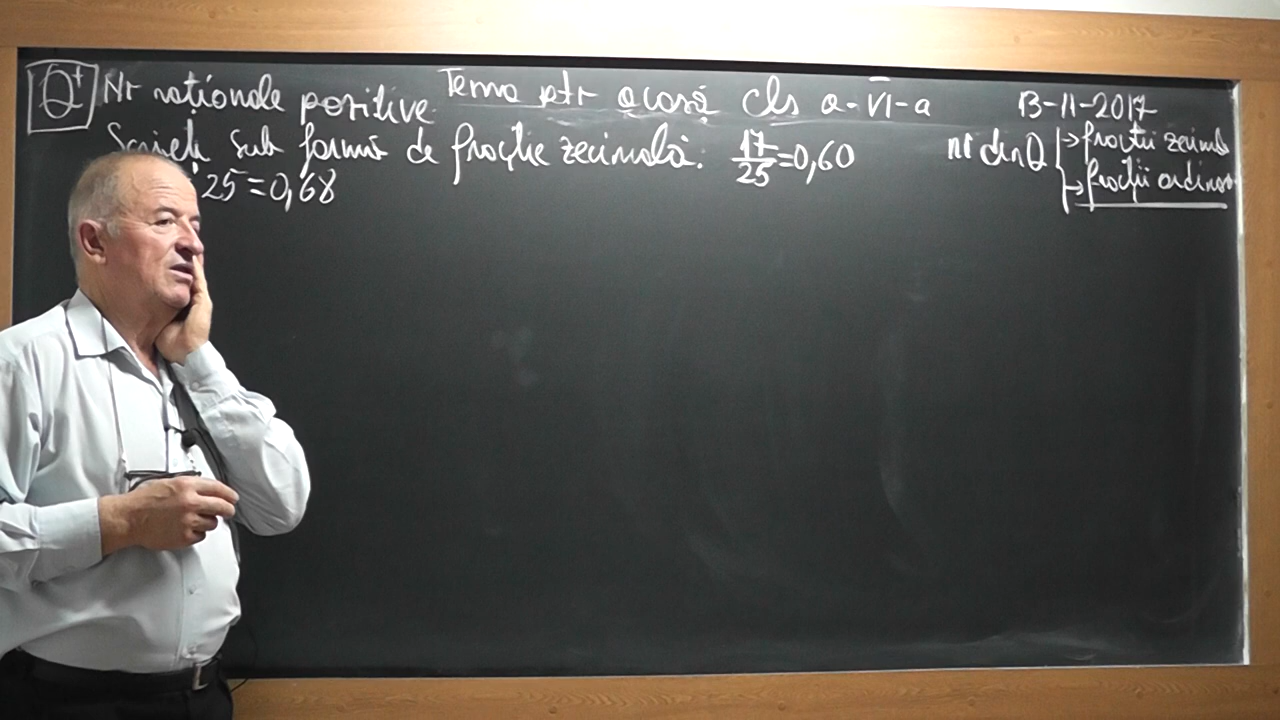 Q+ Nr raționale pozitive. Tema ptr acasă cls a-VI-a 13-11-2017
Scrieți sub formă de fracție zecimală: 17/25=0,60 nr din Q → fracții zecimale
:25=0,68 → fracții ordinare